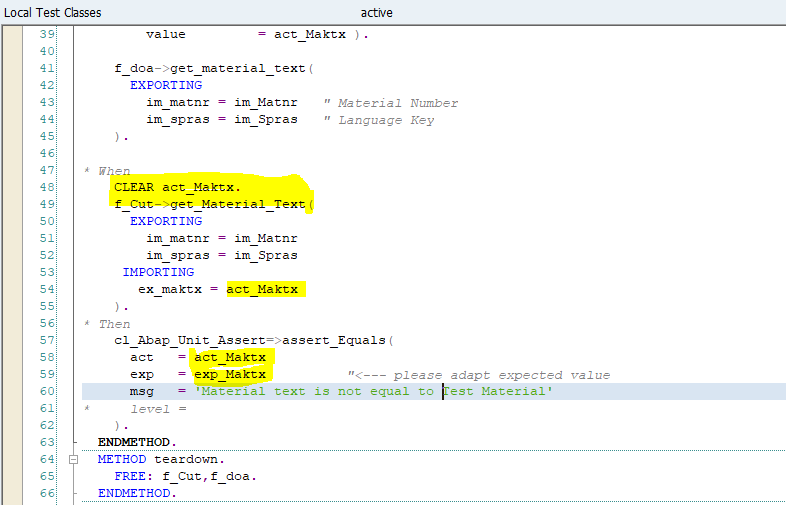 Local Test Classes active
39 value = act_Maktx ).
40
41 f_doa->get_material_text(
42 EXPORTING
43 im_matnr = im_Matnr " Material Number
44 im_spras = im_Spras " Language Key
45 ).
46
47 * When
48 CLEAR act_Maktx.
49 f_Cut->get_Material_Text(
50 EXPORTING
51 im_matnr = im_Matnr
52 im_spras = im_Spras
53 IMPORTING
54 ex_maktx = act_Maktx
55 ).
56 * Then
57 cl_Abap_Unit_Assert=>assert_Equals(
58 act = act_Maktx
59 exp = exp_Maktx "<--- please adapt expected value
60 msg = 'Material text is not equal to Test Material'
61 * level =
62 ).
63 ENDMETHOD.
64 METHOD teardown.
65 FREE: f_Cut,f_doa.
66 ENDMETHOD.